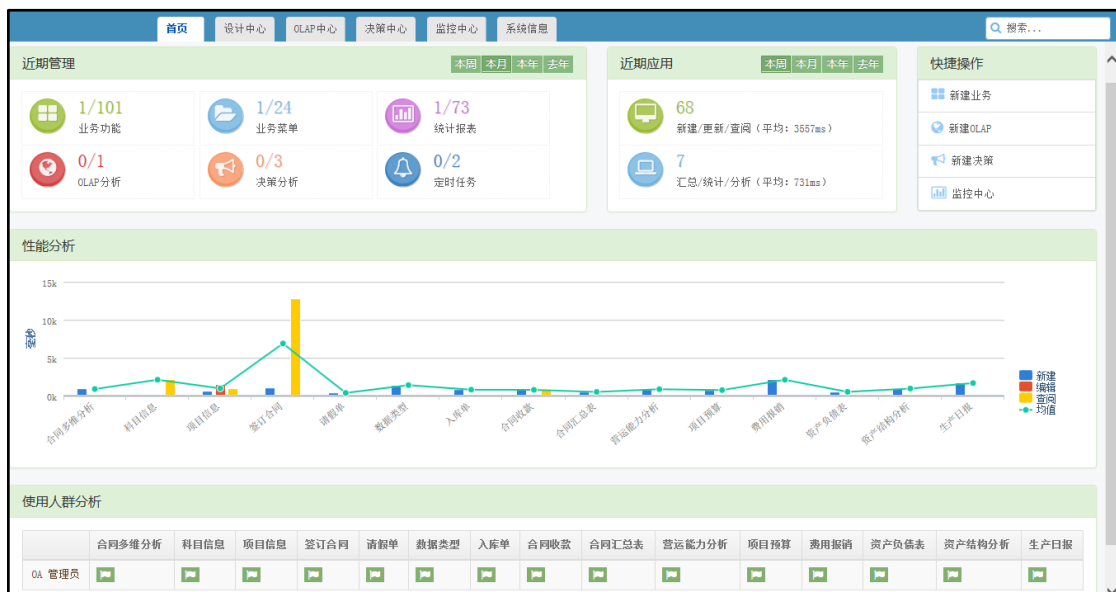 首页 设计中心 OLAP中心 决策中心 监控中心 系统信息 搜索...
近期管理 本周 本月 本年 去年
1/101 业务功能
1/24 业务菜单
1/73 统计报表
0/1 OLAP分析
0/3 决策分析
0/2 定时任务
近期应用 本周 本月 本年 去年
68
新建/更新/查阅（平均：3557ms）
7
汇总/统计/分析（平均：731ms）
快捷操作
新建业务
新建OLAP
新建决策
监控中心
性能分析
毫秒
15k
10k
5k
0k
合同多维分析 科目信息 项目信息 签订合同 请假单 数据类型 入库单 合同收款 合同汇总表 营运能力分析 项目预算 费用报销 资产负债表 资产结构分析 生产日报
新建
编辑
查阅
均值
使用人群分析
合同多维分析 科目信息 项目信息 签订合同 请假单 数据类型 入库单 合同收款 合同汇总表 营运能力分析 项目预算 费用报销 资产负债表 资产结构分析 生产日报
OA 管理员